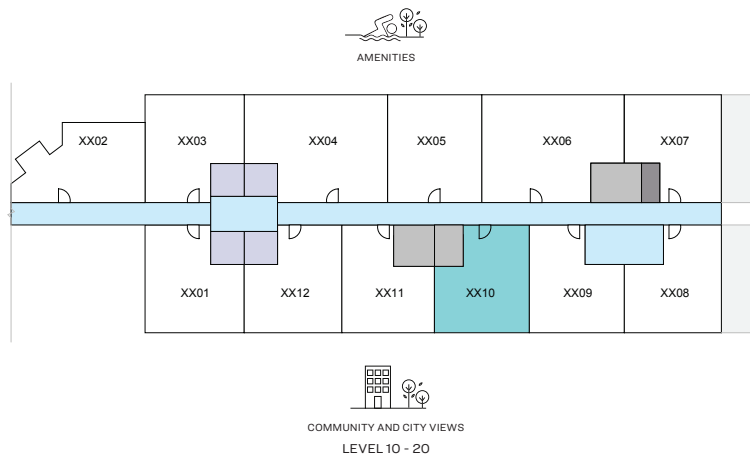 AMENITIES
XX02 XX03 XX04 XX05 XX06 XX07
XX01 XX12 XX11 XX10 XX09 XX08
COMMUNITY AND CITY VIEWS
LEVEL 10 - 20